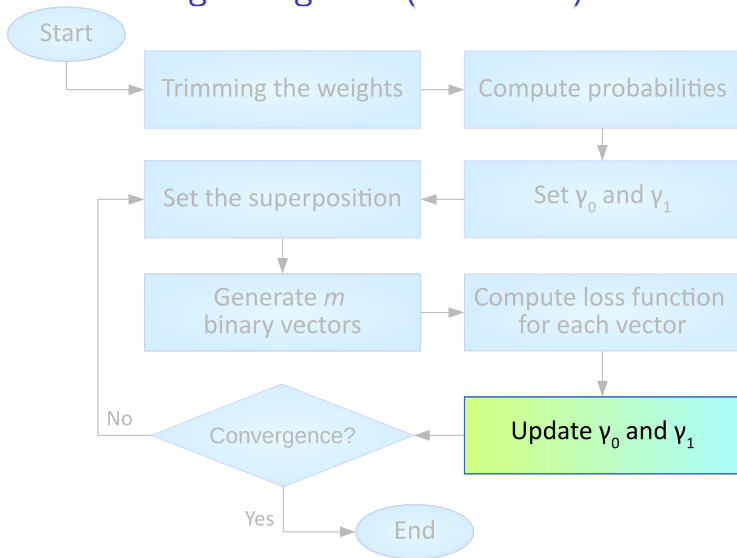 Start
Trimming the weights
Compute probabilities
Set the superposition
Set γ₀ and γ₁
Generate m
binary vectors
Compute loss function
for each vector
No
Convergence?
Update γ₀ and γ₁
Yes
End